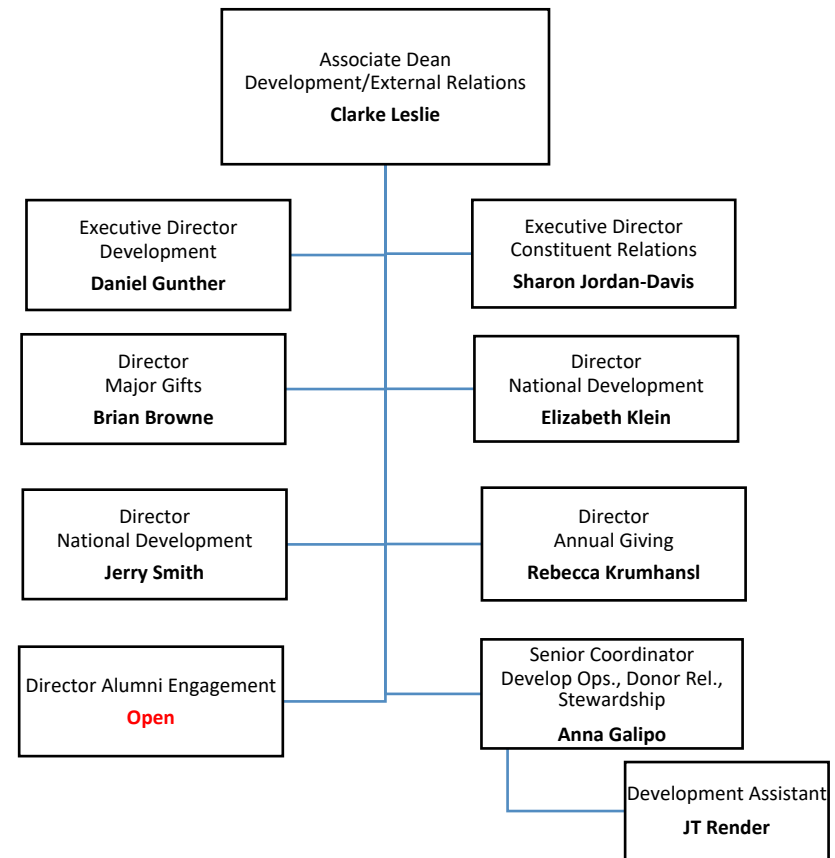 Associate Dean
Development/External Relations
Clarke Leslie
Executive Director
Development
Daniel Gunther
Executive Director
Constituent Relations
Sharon Jordan-Davis
Director
Major Gifts
Brian Browne
Director
National Development
Elizabeth Klein
Director
National Development
Jerry Smith
Director
Annual Giving
Rebecca Krumhansl
Director Alumni Engagement
Open
Senior Coordinator
Develop Ops., Donor Rel.,
Stewardship
Anna Galipo
Development Assistant
JT Render